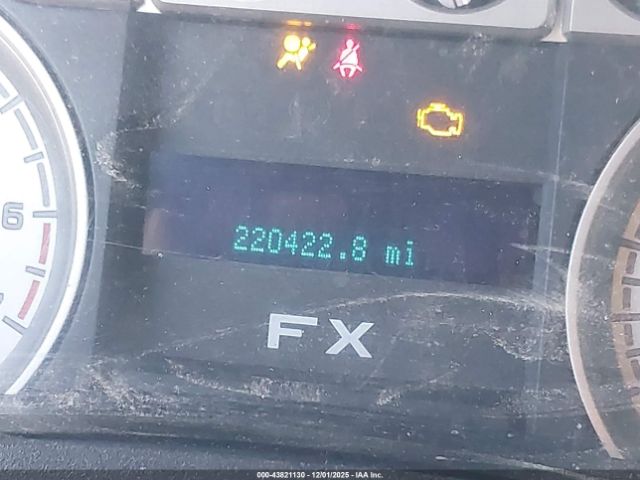 220422.8 mi
6
FX
000-43821130 - 12/01/2025 - IAA Inc.